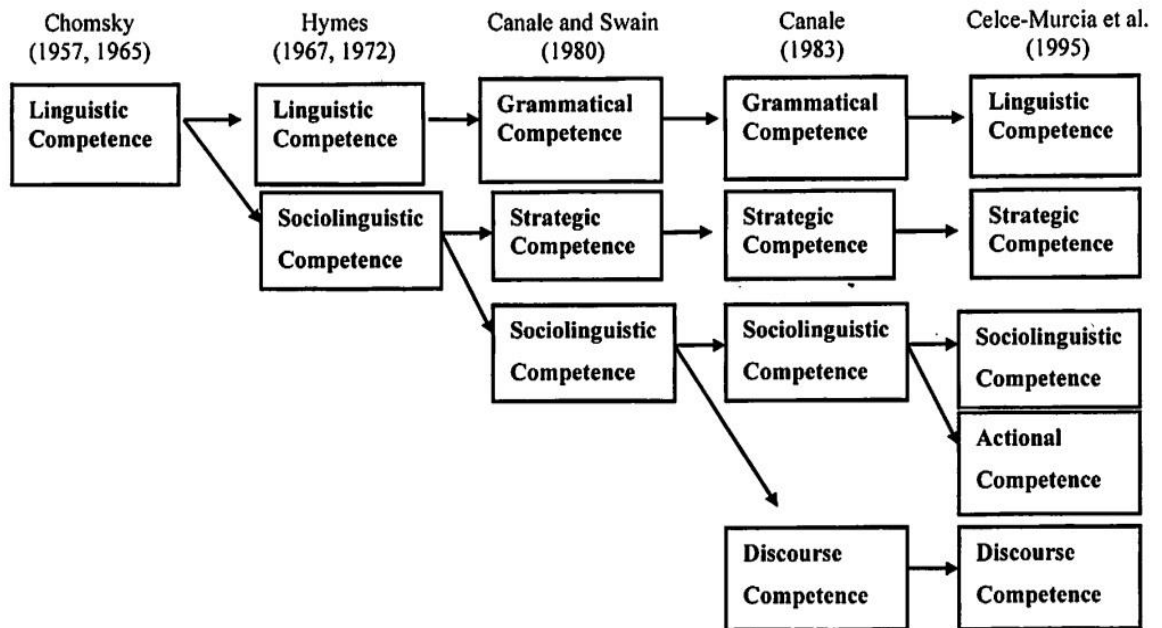 Chomsky
(1957, 1965)
Hymes
(1967, 1972)
Canale and Swain
(1980)
Canale
(1983)
Celce-Murcia et al.
(1995)
Linguistic
Competence
Linguistic
Competence
Grammatical
Competence
Grammatical
Competence
Linguistic
Competence
Sociolinguistic
Competence
Strategic
Competence
Strategic
Competence
Strategic
Competence
Sociolinguistic
Competence
Sociolinguistic
Competence
Sociolinguistic
Competence
Actional
Competence
Discourse
Competence
Discourse
Competence